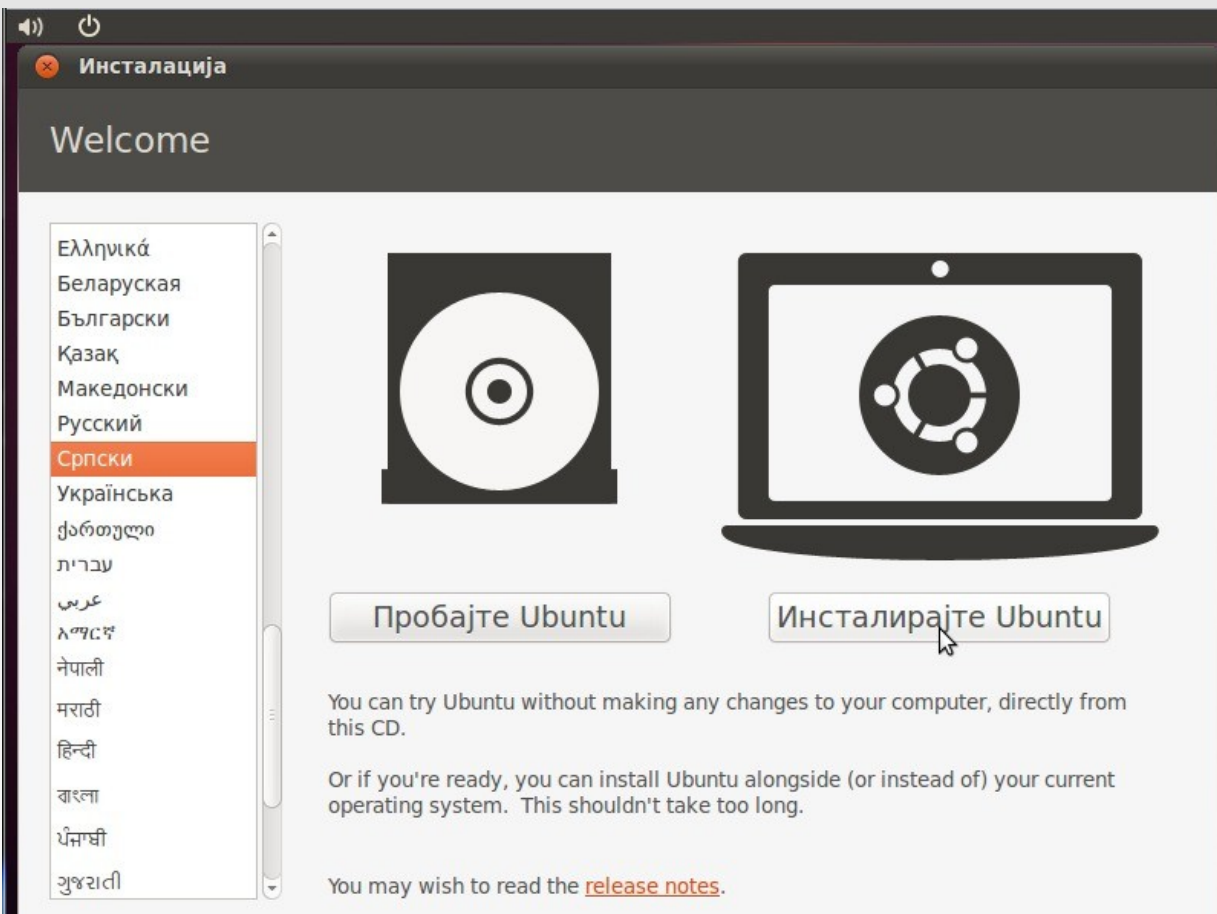 Инсталација
Welcome
Ελληνικά
Беларуская
Български
Қазақ
Македонски
Русский
Српски
Українська
ქართული
עברית
عربي
አማርኛ
नेपाली
मराठी
हिन्दी
বাংলা
ਪੰਜਾਬੀ
ગુજરાતી
Пробајте Ubuntu
Инсталирајте Ubuntu
You can try Ubuntu without making any changes to your computer, directly from
this CD.
Or if you're ready, you can install Ubuntu alongside (or instead of) your current
operating system.  This shouldn't take too long.
You may wish to read the release notes.